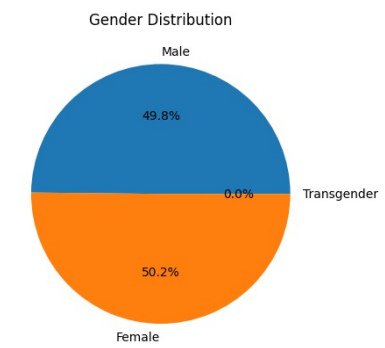 Gender Distribution
Male
49.8%
0.0%
Transgender
50.2%
Female